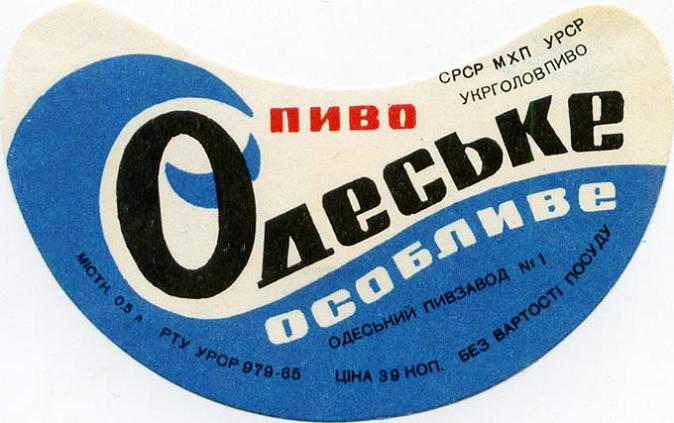 СРСР МХП УРСР
УКРГОЛОВПИВО
ПИВО
Одеське
ОСОБЛИВЕ
ОДЕСЬКИЙ ПИВЗАВОД № 1
МІСТН. 0,5 л
РТУ УРСР 979-65
ЦІНА 39 КОП. БЕЗ ВАРТОСТІ ПОСУДУ